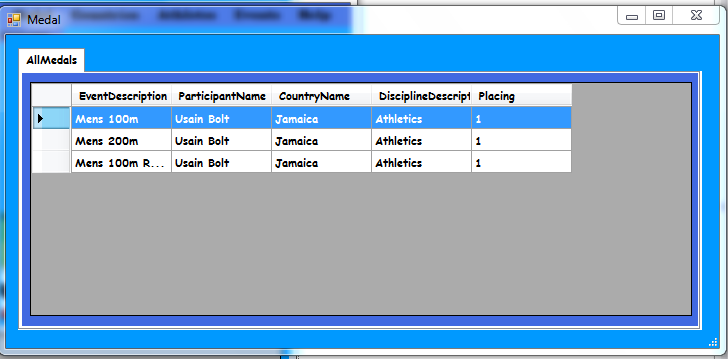 Medal
AllMedals
EventDescription ParticipantName CountryName DisciplineDescript Placing
Mens 100m Usain Bolt Jamaica Athletics 1
Mens 200m Usain Bolt Jamaica Athletics 1
Mens 100m R... Usain Bolt Jamaica Athletics 1